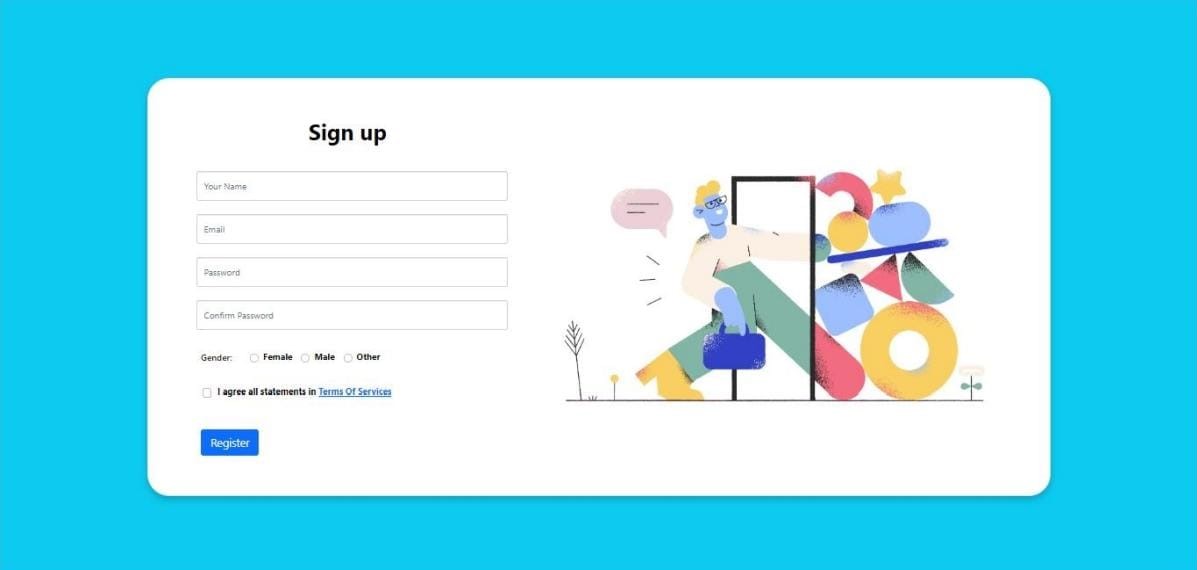 Sign up
Your Name
Email
Password
Confirm Password
Gender: Female Male Other
I agree all statements in Terms Of Services
Register